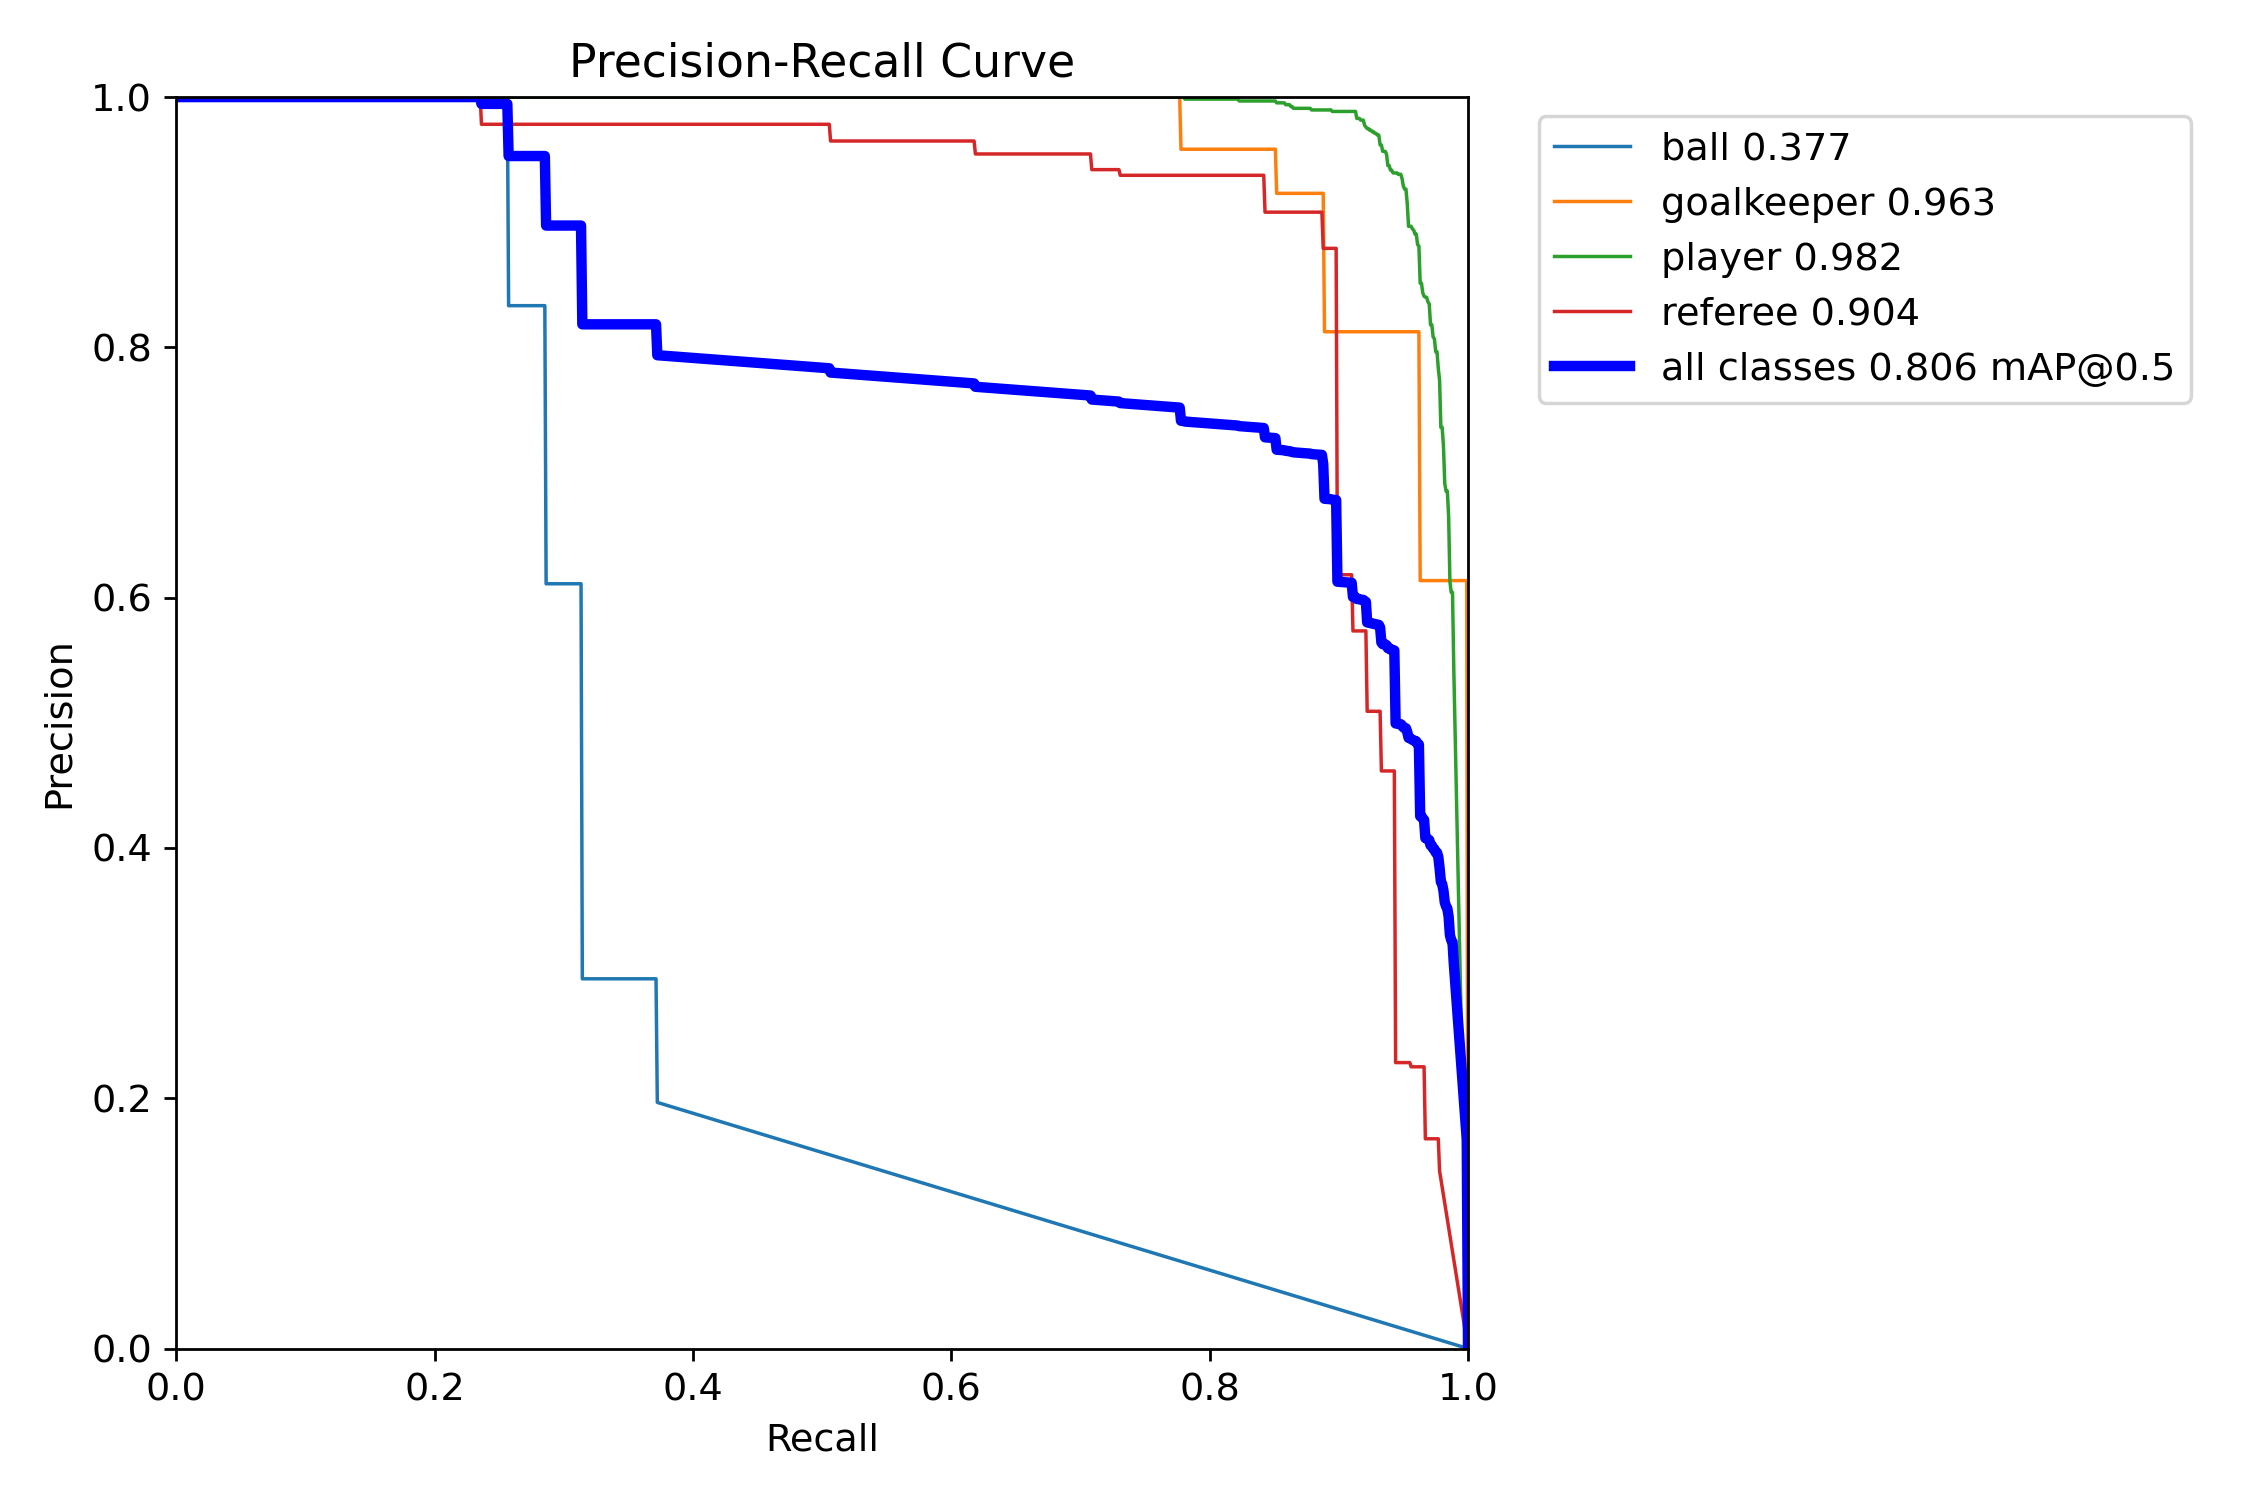 Precision-Recall Curve
1.0
0.8
0.6
0.4
0.2
0.0
Precision
0.0 0.2 0.4 0.6 0.8 1.0
Recall
ball 0.377
goalkeeper 0.963
player 0.982
referee 0.904
all classes 0.806 mAP@0.5